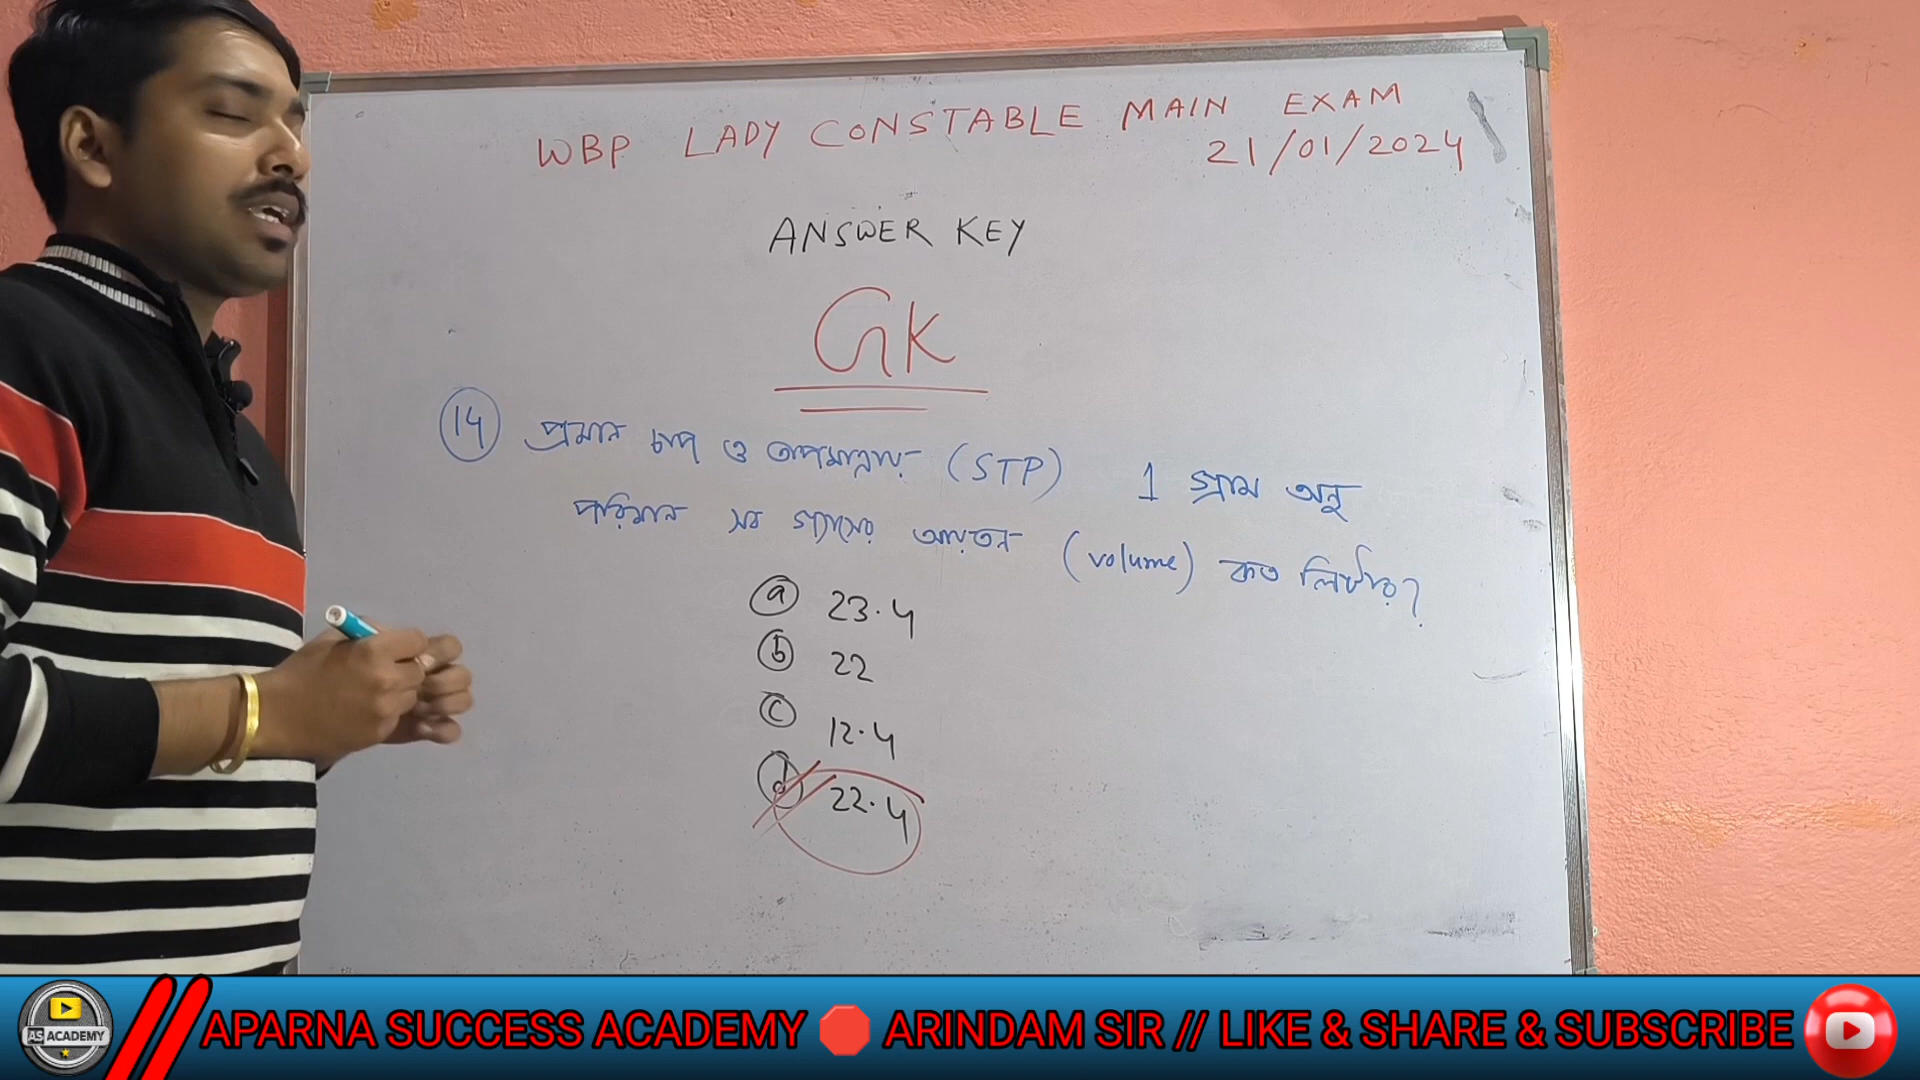 WBP LADY CONSTABLE MAIN EXAM
21/01/2024
ANSWER KEY
GK
14 প্রমান চাপ ও তাপমাত্রায় (STP) 1 গ্রাম অনু
পরিমান সব গ্যাসের আয়তন (volume) কত লিটার?
a 23.4
b 22
c 12.4
d 22.4
AS ACADEMY
APARNA SUCCESS ACADEMY 🛑 ARINDAM SIR // LIKE & SHARE & SUBSCRIBE